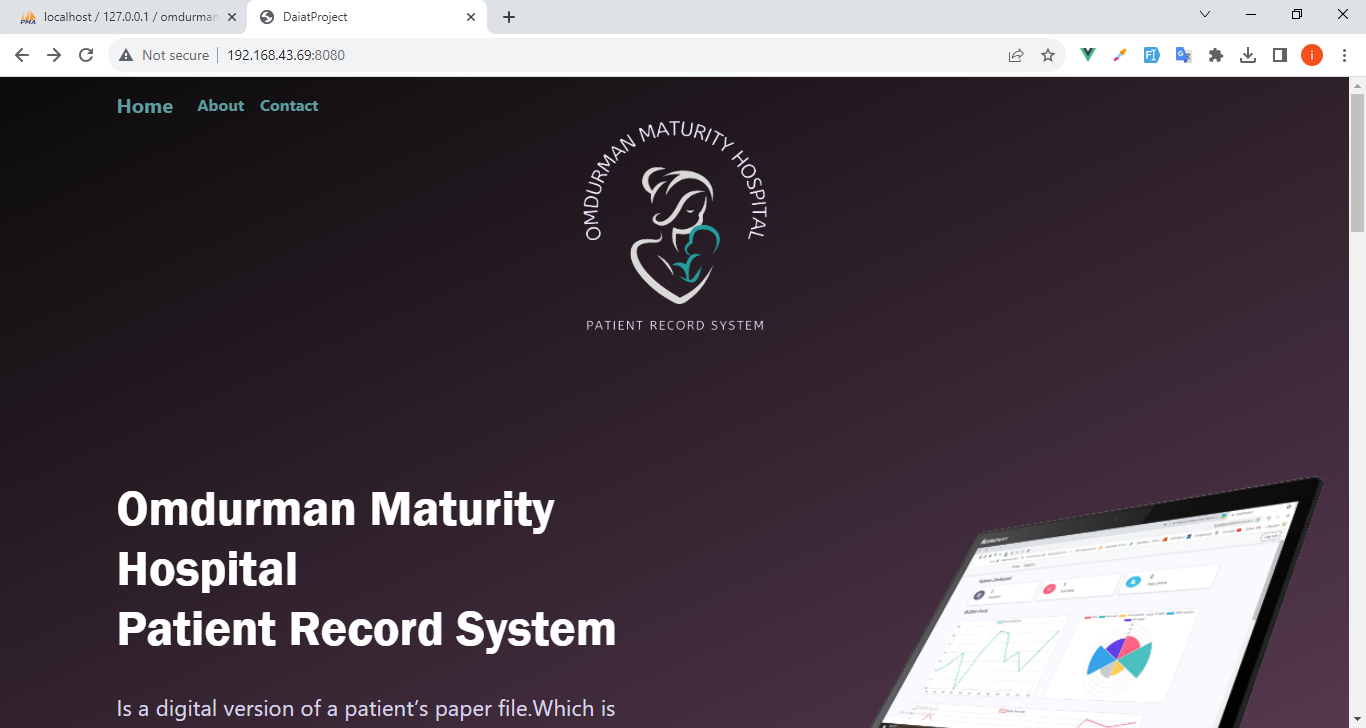 localhost / 127.0.0.1 / omdurman
DaiatProject
Not secure
192.168.43.69:8080
Home
About
Contact
OMDURMAN MATURITY HOSPITAL
PATIENT RECORD SYSTEM
Omdurman Maturity
Hospital
Patient Record System
Is a digital version of a patient's paper file.Which is